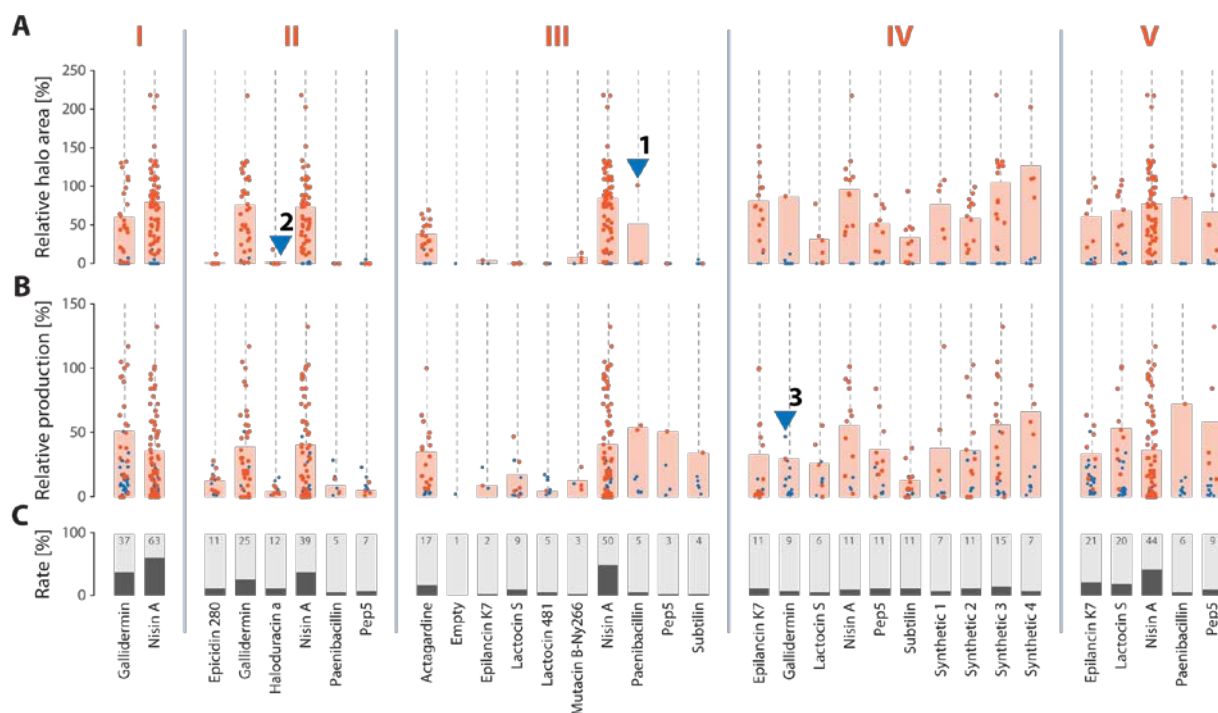 A
I II III IV V
Relative halo area [%]
250
200
150
100
50
0
1
2
B
Relative production [%]
150
100
50
0
3
C
Rate [%]
100
0
37 63 11 25 12 39 5 7 17 1 2 9 5 3 50 5 3 4 11 9 6 11 11 11 7 11 15 7 21 20 44 6 9
Gallidermin
Nisin A
Epicidin 280
Gallidermin
Haloduracin a
Nisin A
Paenibacillin
Pep5
Actagardine
Empty
Epilancin K7
Lactocin S
Lactocin 481
Mutacin B-Ny266
Nisin A
Paenibacillin
Pep5
Subtilin
Epilancin K7
Gallidermin
Lactocin S
Nisin A
Pep5
Subtilin
Synthetic 1
Synthetic 2
Synthetic 3
Synthetic 4
Epilancin K7
Lactocin S
Nisin A
Paenibacillin
Pep5